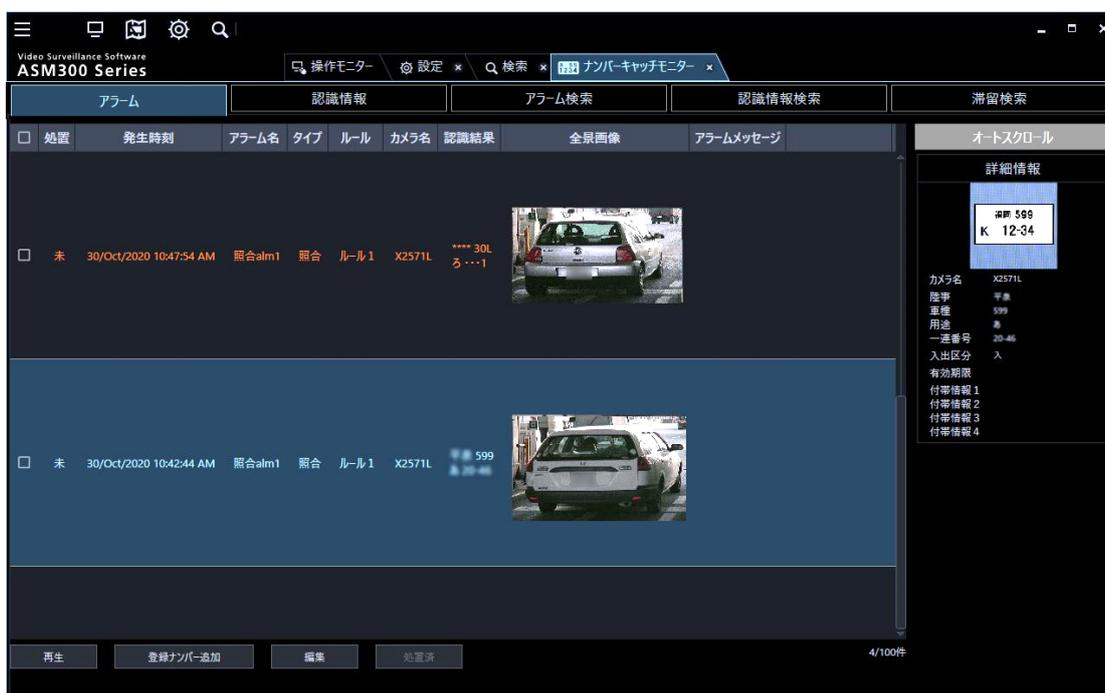 Video Surveillance Software
ASM300 Series
操作モニター
設定 ×
検索 ×
ナンバーキャッチモニター ×
アラーム
認識情報
アラーム検索
認識情報検索
滞留検索
処置 発生時刻 アラーム名 タイプ ルール カメラ名 認識結果 全景画像 アラームメッセージ
未 30/Oct/2020 10:47:54 AM 照合alm1 照合 ルール1 X2571L **** 30L
ろ ・・・1
未 30/Oct/2020 10:42:44 AM 照合alm1 照合 ルール1 X2571L 599
再生
登録ナンバー追加
編集
処置済
4/100件
オートスクロール
詳細情報
599
K 12-34
カメラ名 X2571L
陸事
車種 599
用途 あ
一連番号 20-46
入出区分 入
有効期限
付帯情報1
付帯情報2
付帯情報3
付帯情報4